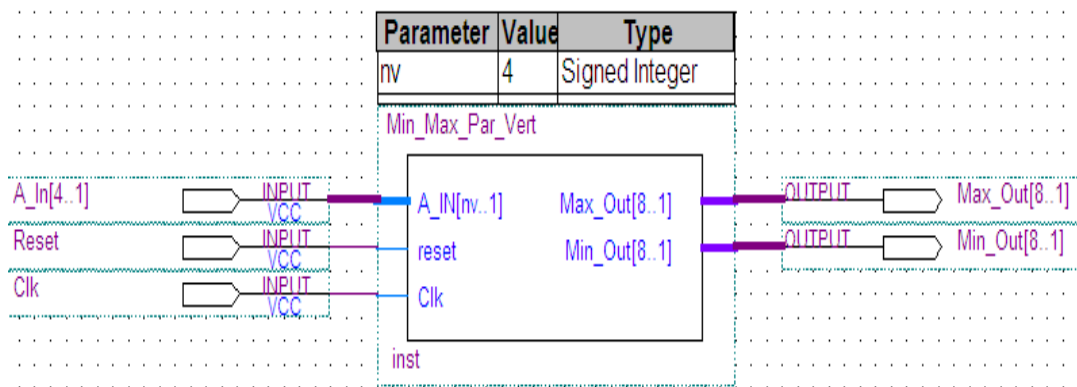 Parameter Value Type
nv 4 Signed Integer
Min_Max_Par_Vert
A_In[4..1] INPUT VCC A_IN[nv..1] Max_Out[8..1] OUTPUT Max_Out[8..1]
Reset INPUT VCC reset Min_Out[8..1] OUTPUT Min_Out[8..1]
Clk INPUT VCC Clk
inst